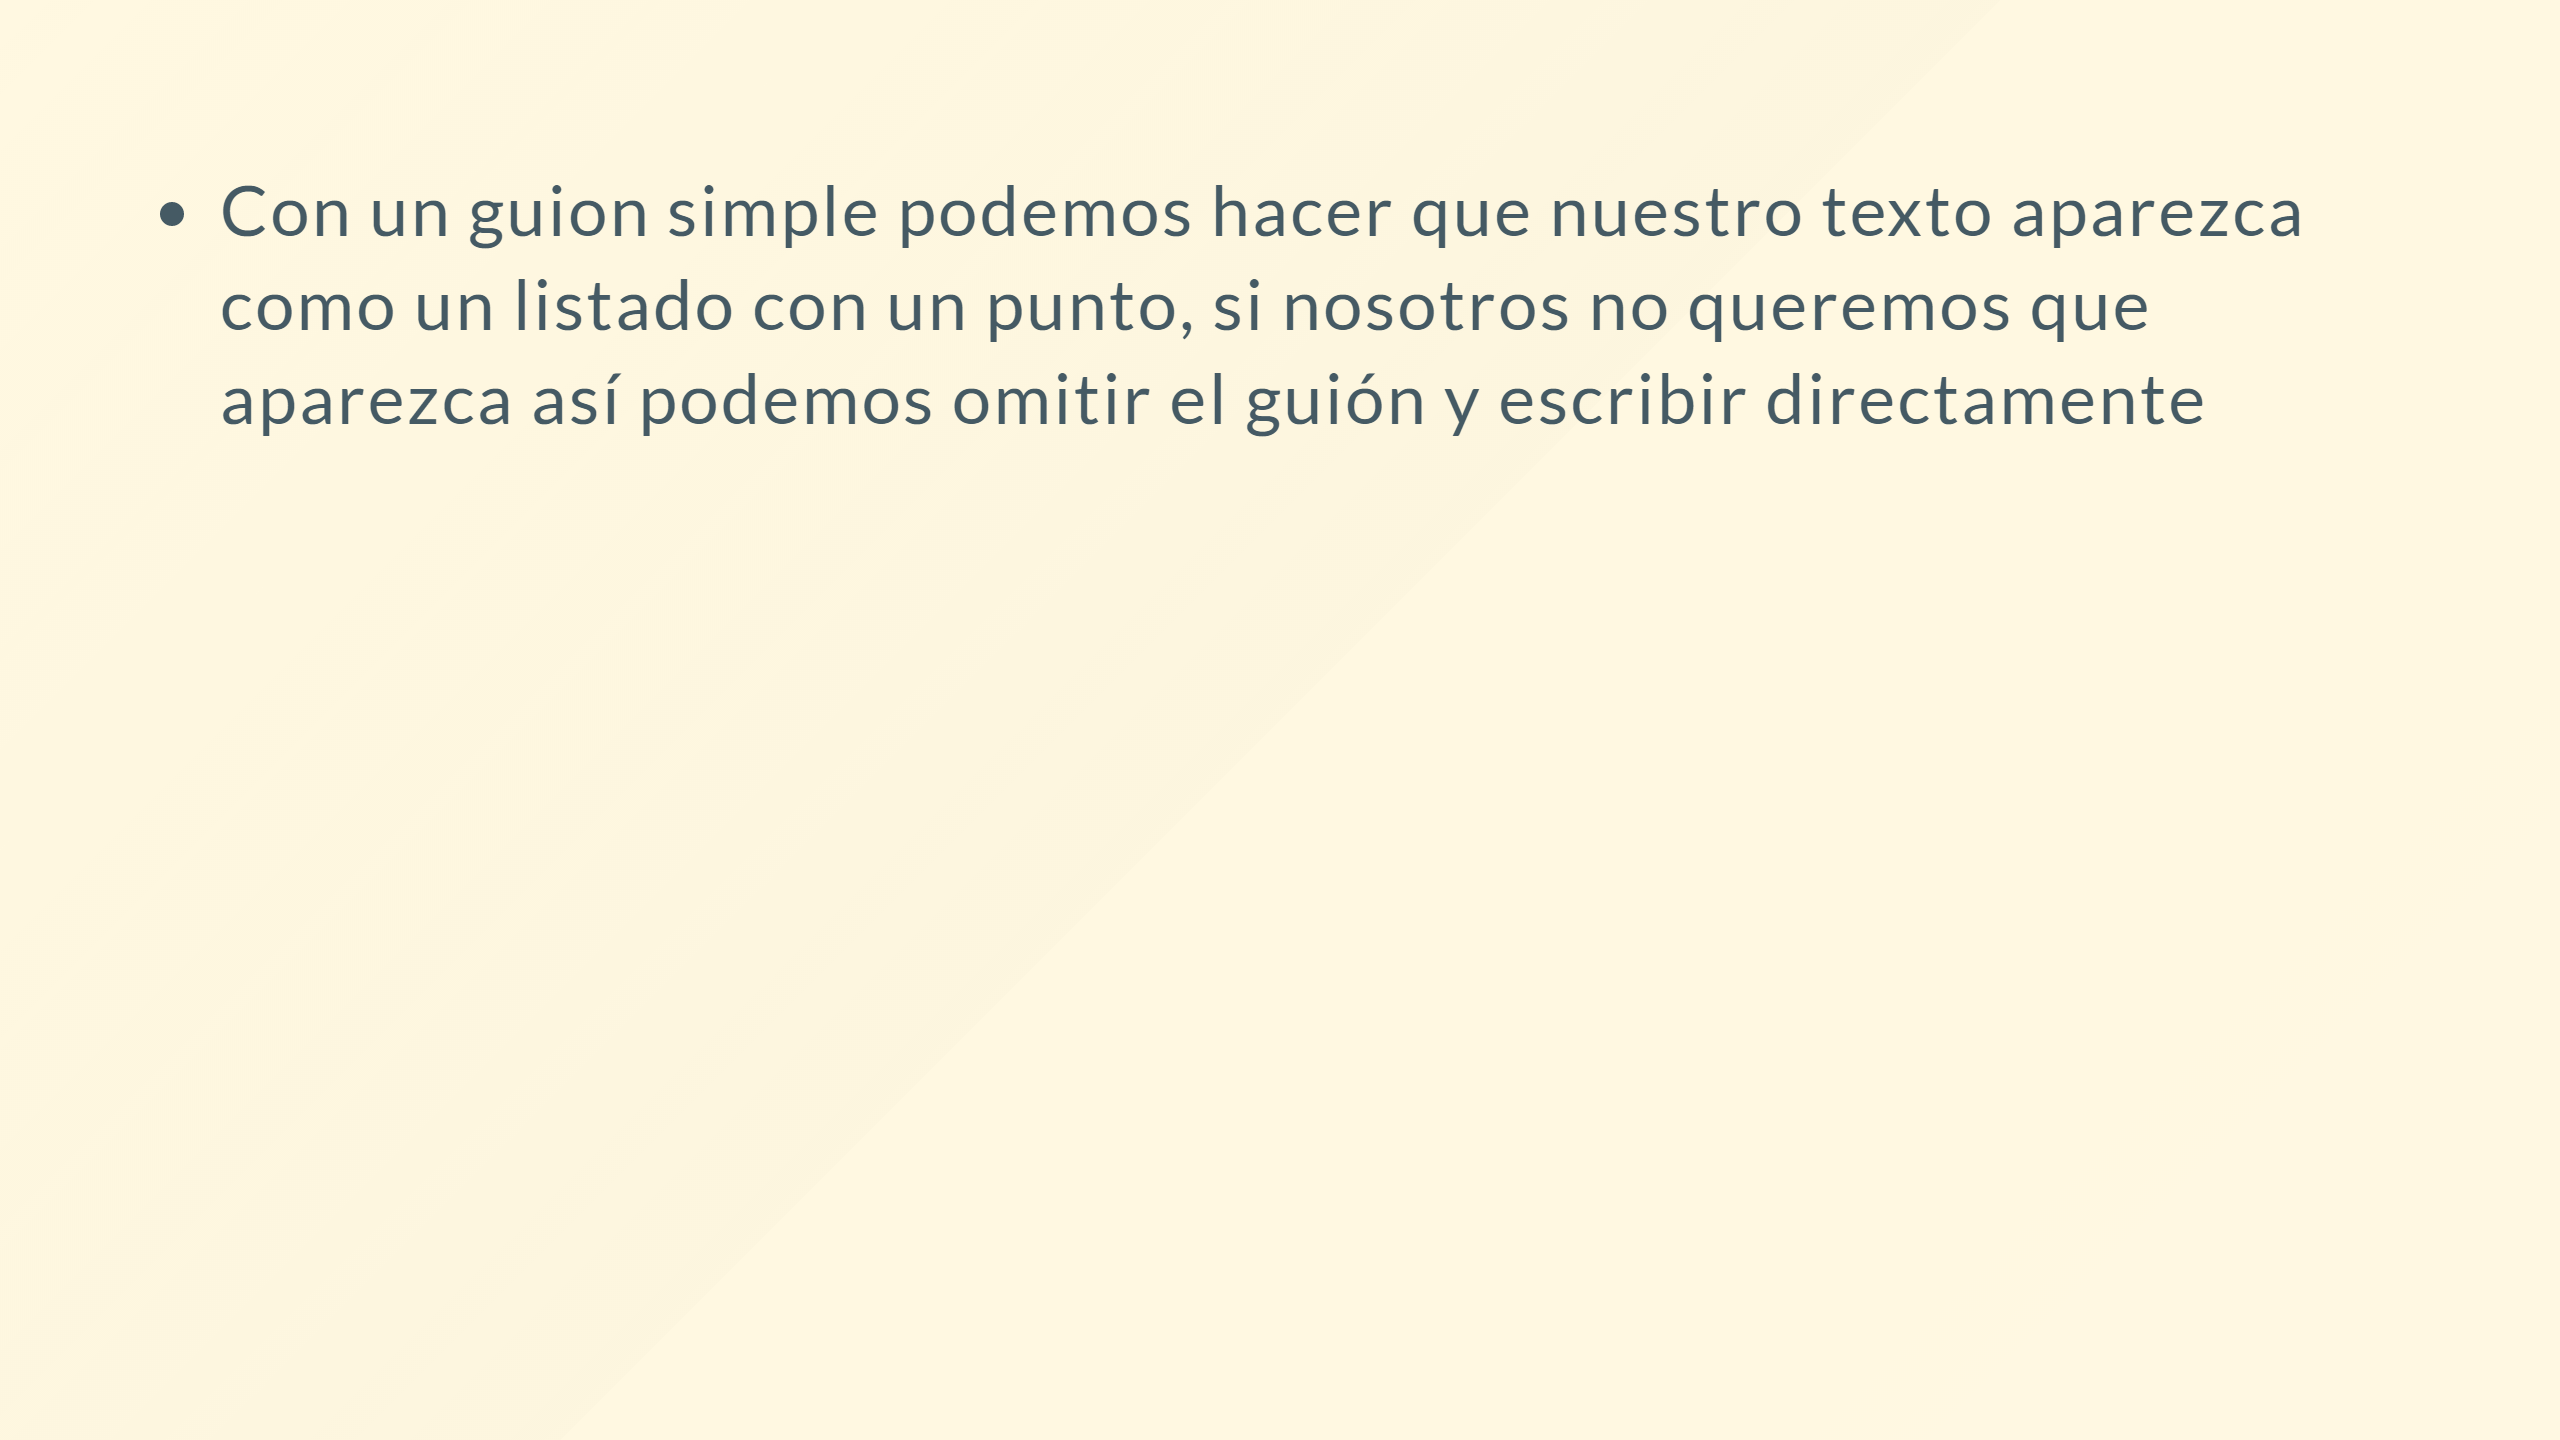 • Con un guion simple podemos hacer que nuestro texto aparezca
como un listado con un punto, si nosotros no queremos que
aparezca así podemos omitir el guión y escribir directamente